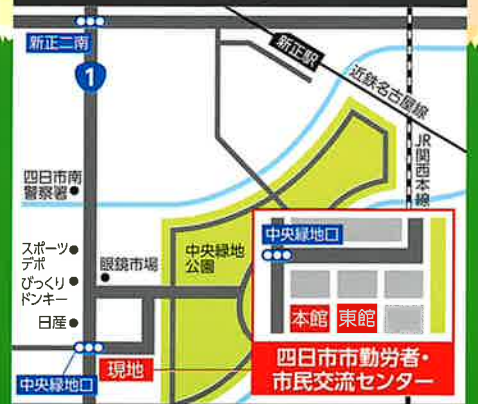 新正二南
1
新正駅
近鉄名古屋線
JR関西本線
四日市南
警察署
スポーツ
デポ
びっくり
ドンキー
日産
眼鏡市場
中央緑地
公園
中央緑地口
現地
中央緑地口
本館
東館
四日市市勤労者・
市民交流センター